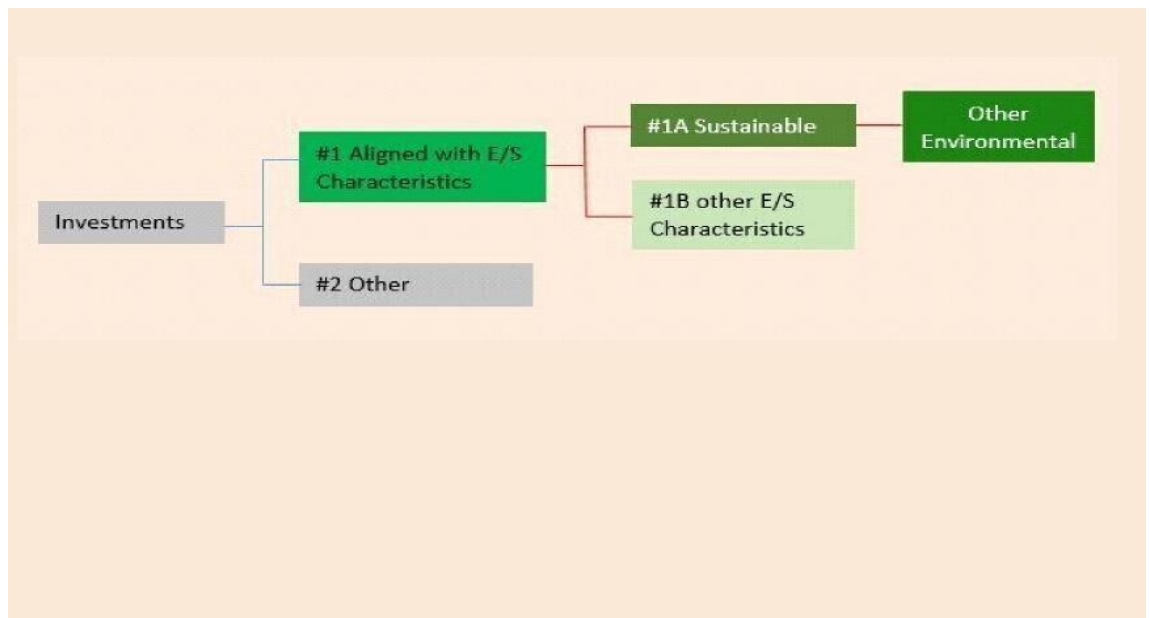 Investments
#1 Aligned with E/S
Characteristics
#2 Other
#1A Sustainable
#1B other E/S
Characteristics
Other
Environmental